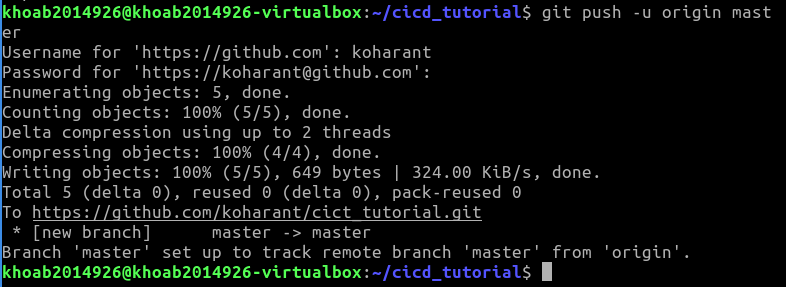 khoab2014926@khoab2014926-virtualbox:~/cicd_tutorial$ git push -u origin mast
er
Username for 'https://github.com': koharant
Password for 'https://koharant@github.com':
Enumerating objects: 5, done.
Counting objects: 100% (5/5), done.
Delta compression using up to 2 threads
Compressing objects: 100% (4/4), done.
Writing objects: 100% (5/5), 649 bytes | 324.00 KiB/s, done.
Total 5 (delta 0), reused 0 (delta 0), pack-reused 0
To https://github.com/koharant/cict_tutorial.git
 * [new branch]      master -> master
Branch 'master' set up to track remote branch 'master' from 'origin'.
khoab2014926@khoab2014926-virtualbox:~/cicd_tutorial$